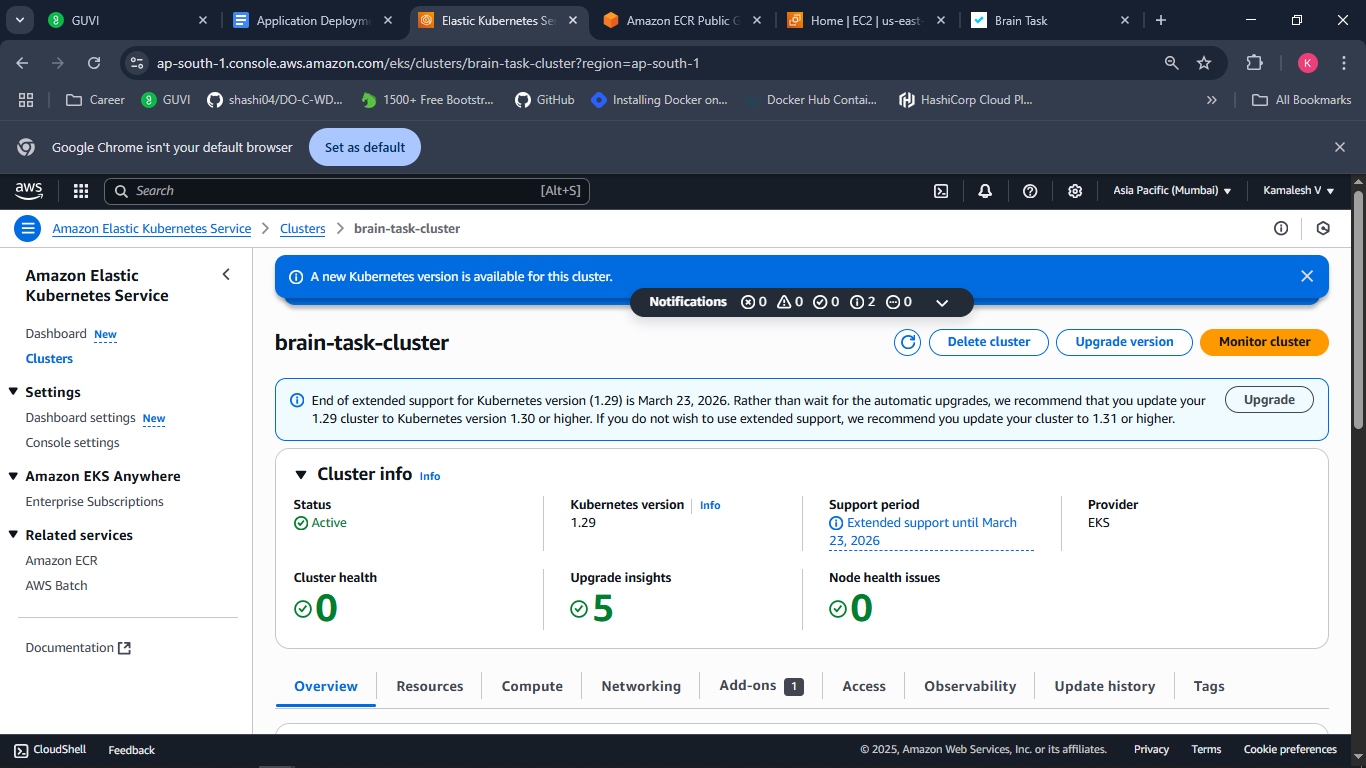 GUVI
Application Deployme
Elastic Kubernetes Se
Amazon ECR Public G
Home | EC2 | us-east
Brain Task
ap-south-1.console.aws.amazon.com/eks/clusters/brain-task-cluster?region=ap-south-1
K
Career
GUVI
shashi04/DO-C-WD...
1500+ Free Bootstr...
GitHub
Installing Docker on...
Docker Hub Contai...
HashiCorp Cloud Pl...
All Bookmarks
Google Chrome isn't your default browser
Set as default
aws
Search
[Alt+S]
Asia Pacific (Mumbai)
Kamalesh V
Amazon Elastic Kubernetes Service
Clusters
brain-task-cluster
Amazon Elastic
Kubernetes Service
Dashboard New
Clusters
Settings
Dashboard settings New
Console settings
Amazon EKS Anywhere
Enterprise Subscriptions
Related services
Amazon ECR
AWS Batch
Documentation
A new Kubernetes version is available for this cluster.
Notifications 0 0 0 2 0
brain-task-cluster
Delete cluster
Upgrade version
Monitor cluster
End of extended support for Kubernetes version (1.29) is March 23, 2026. Rather than wait for the automatic upgrades, we recommend that you update your
1.29 cluster to Kubernetes version 1.30 or higher. If you do not wish to use extended support, we recommend you update your cluster to 1.31 or higher.
Upgrade
Cluster info Info
Status
Active
Kubernetes version Info
1.29
Support period
Extended support until March
23, 2026
Provider
EKS
Cluster health
0
Upgrade insights
5
Node health issues
0
Overview
Resources
Compute
Networking
Add-ons 1
Access
Observability
Update history
Tags
CloudShell
Feedback
© 2025, Amazon Web Services, Inc. or its affiliates.
Privacy
Terms
Cookie preferences